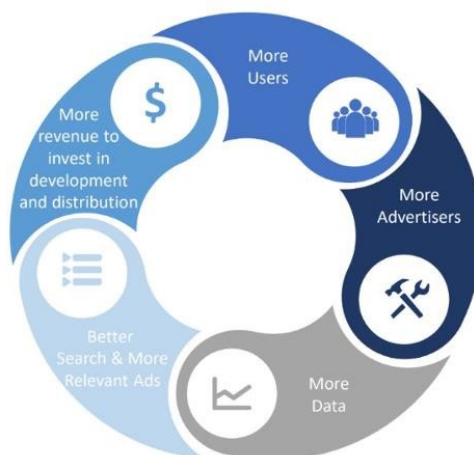 More
Users
More
Advertisers
More
Data
Better
Search & More
Relevant Ads
More
revenue to
invest in
development
and distribution
$